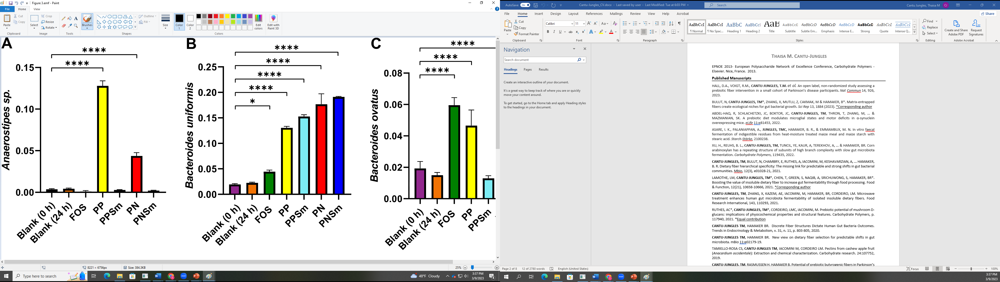 Figure 3.emf - Paint
File Home View
Paste
Cut
Copy
Clipboard
Select
Crop
Resize
Rotate
Image
Tools
Brushes
Shapes
Outline
Fill
Size
Color 1
Color 2
Edit colors
Edit with Paint 3D
Colors
A
****
****
0.15
0.10
0.05
0.00
Anaerostipes sp.
Blank (0 h)
Blank (24 h)
FOS
PP
PPSm
PN
PNSm
B
****
****
****
****
*
0.25
0.20
0.15
0.10
0.05
0.00
Bacteroides uniformis
Blank (0 h)
Blank (24 h)
FOS
PP
PPSm
PN
PNSm
C
****
****
****
0.08
0.06
0.04
0.02
0.00
Bacteroides ovatus
Blank (0 h)
Blank (24 h)
FOS
PP
PPSm
8221 × 6756px
Size: 384.3KB
25%
Type here to search
48°F Cloudy
3:37 PM
3/9/2023
4
AutoSave On
Cantu-Jungles_CV.docx - Last saved by user - Last Modified: Tue at 6:03 PM
Search
Cantu Jungles, Thaisa M CJ
File Home Insert Design Layout References Mailings Review View Help Acrobat
Share
Paste
Cut
Copy
Format Painter
Clipboard
Calibri 11
Font
Paragraph
AaBbCcI AaBbCcI AaBbC AaBbCcI AaB AaBbCcD AaBbCcD AaBbCcD AaBbCcD AaBbCcD AaBbCcI AaBbCcI
¶ Normal ¶ No Spac... Heading 1 Heading 2 Title Subtitle Subtle Em... Emphasis Intense E... Strong Quote Intense Q...
Styles
Find
Replace
Select
Editing
Create and Share Adobe PDF
Request Signatures
Adobe Acrobat
Navigation
Search document
Headings Pages Results
Create an interactive outline of your document.
It's a great way to keep track of where you are or quickly
move your content around.
To get started, go to the Home tab and apply Heading styles
to the headings in your document.
THAISA M. CANTU-JUNGLES
EPNOE 2013- European Polysaccharide Network of Excellence Conference, Carbohydrate Polymers -
Elsevier. Nice, France. 2013.
Published Manuscripts
HALL, D.A., VOIGT, R.M., CANTU-JUNGLES, T.M. et al. An open label, non-randomized study assessing a
prebiotic fiber intervention in a small cohort of Parkinson's disease participants. Nat Commun 14, 926,
2023.
BULUT, N, CANTU-JUNGLES, TM*, ZHANG, X, MUTLU, Z, CAKMAK, M & HAMAKER, B*. Matrix-entrapped
fibers create ecological niches for gut bacterial growth. Sci Rep 13, 1884 (2023). *Corresponding author
ABDEL-HAQ, R, SCHLACHETZKI, JC, BOKTOR, JC, CANTU-JUNGLES, TM, THRON, T, ZHANG, M, ... &
MAZMANIAN, SK. A prebiotic diet modulates microglial states and motor deficits in α-synuclein
overexpressing mice. eLife 11:e81453, 2022.
ASARE, I. K., PALANIAPPAN, A., JUNGLES, TMC, HAMAKER, B. R., & EMMAMBUX, M. N. In vitro faecal
fermentation of indigestible residues from heat-moisture treated maize meal and maize starch with
stearic acid. Starch-Stärke, 2100238.
XU, H., REUHS, B. L., CANTU-JUNGLES, TM, TUNCIL, YE, KAUR, A, TEREKHOV, A, ... & HAMAKER, BR. Corn
arabinoxylan has a repeating structure of subunits of high branch complexity with slow gut microbiota
fermentation. Carbohydrate Polymers, 119435, 2022.
CANTU-JUNGLES, TM, BULUT, N, CHAMBRY, E, RUTHES, A, IACOMINI, M, KESHAVARZIAN, A, ... HAMAKER,
B. R. Dietary fiber hierarchical specificity: The missing link for predictable and strong shifts in gut bacterial
communities. Mbio, 12(3), e01028-21, 2021.
LAMOTHE, LM, CANTU-JUNGLES, TM*, CHEN, T, GREEN, S, NAQIB, A, SRICHUWONG, S, HAMAKER, BR*.
Boosting the value of insoluble dietary fiber to increase gut fermentability through food processing. Food
& Function, 12(21), 10658-10666, 2021. *Corresponding author
CANTU-JUNGLES, TM, ZHANG, X, KAZEM, AE, IACOMINI, M, HAMAKER, BR, CORDEIRO, LM. Microwave
treatment enhances human gut microbiota fermentability of isolated insoluble dietary fibers. Food
Research International, 143, 110293, 2021.
RUTHES, AC*, CANTU-JUNGLES, TM*, CORDEIRO, LMC, IACOMINI, M. Prebiotic potential of mushroom D-
glucans: implications of physicochemical properties and structural features. Carbohydrate Polymers, p.
117940, 2021. *Equal contribution
CANTU-JUNGLES TM, HAMAKER BR. Discrete Fiber Structures Dictate Human Gut Bacteria Outcomes.
Trends in Endocrinology & Metabolism, v. 31, n. 11, p. 803-805, 2020.
CANTU-JUNGLES TM, HAMAKER BR. New view on dietary fiber selection for predictable shifts in gut
microbiota. mBio 11:e02179-19.
TAMIELLO-ROSA CS, CANTU-JUNGLES TM, IACOMINI M, CORDEIRO LM. Pectins from cashew apple fruit
(Anacardium occidentale): Extraction and chemical characterization. Carbohydrate research. 24:107752,
2019.
CANTU-JUNGLES, TM, RASMUSSEN H, HAMAKER B. Potential of prebiotic butyrogenic fibers in Parkinson's
Page 2 of 8 12 of 2780 words English (United States)
Focus
100%
3:37 PM
3/9/2023